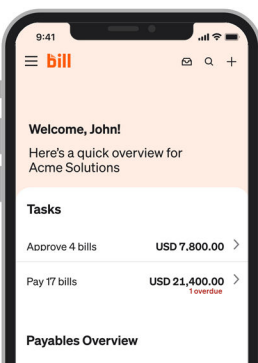 9:41
bill
Welcome, John!
Here's a quick overview for
Acme Solutions
Tasks
Approve 4 bills USD 7.800.00
Pay 17 bills USD 21,400.00
1 overdue
Payables Overview